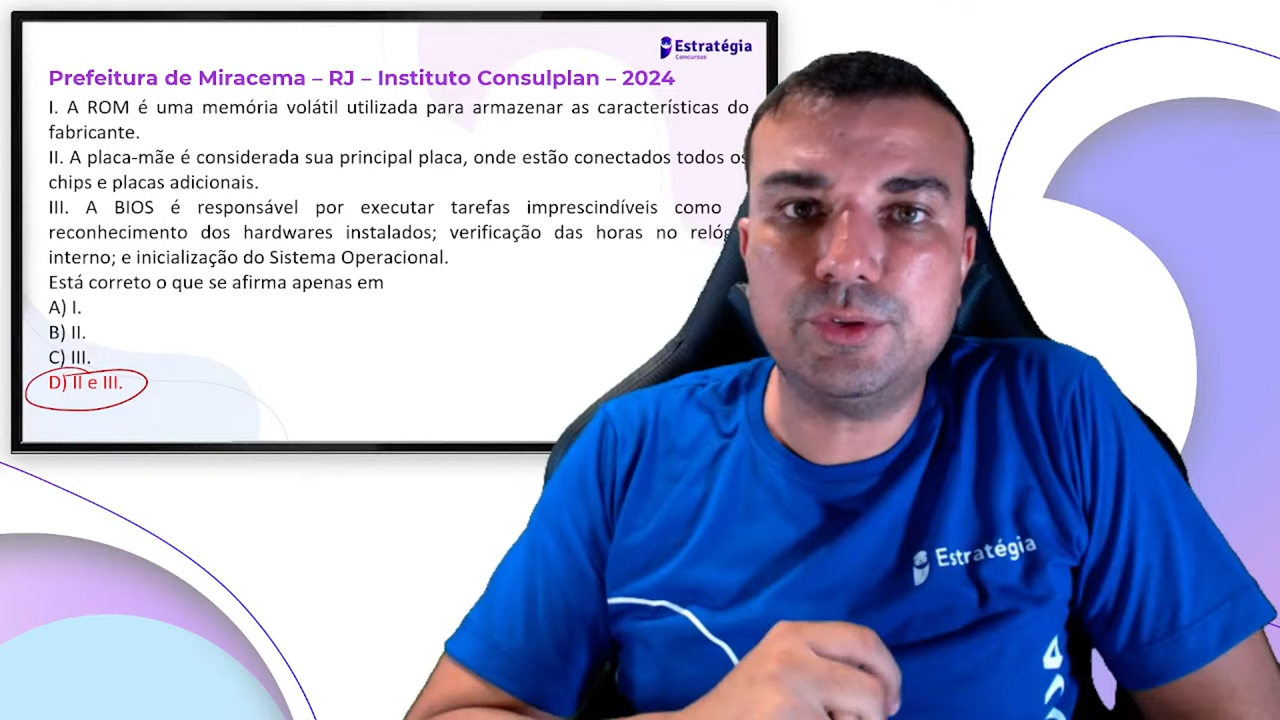 Estratégia
Concursos
Prefeitura de Miracema – RJ – Instituto Consulplan – 2024
I. A ROM é uma memória volátil utilizada para armazenar as características do
fabricante.
II. A placa-mãe é considerada sua principal placa, onde estão conectados todos os
chips e placas adicionais.
III. A BIOS é responsável por executar tarefas imprescindíveis como
reconhecimento dos hardwares instalados; verificação das horas no
interno; e inicialização do Sistema Operacional.
Está correto o que se afirma apenas em
A) I.
B) II.
C) III.
D) II e III.
Estratégia